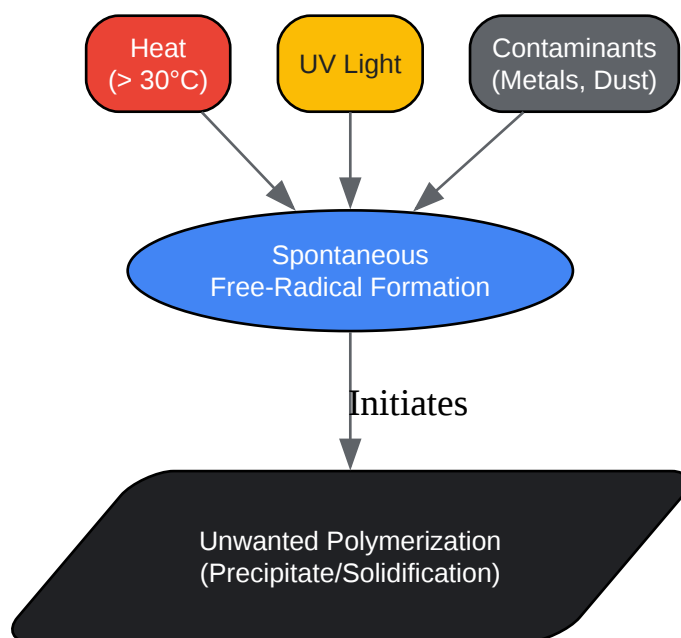 Heat
(> 30°C)
UV Light
Contaminants
(Metals, Dust)
Spontaneous
Free-Radical Formation
Initiates
Unwanted Polymerization
(Precipitate/Solidification)